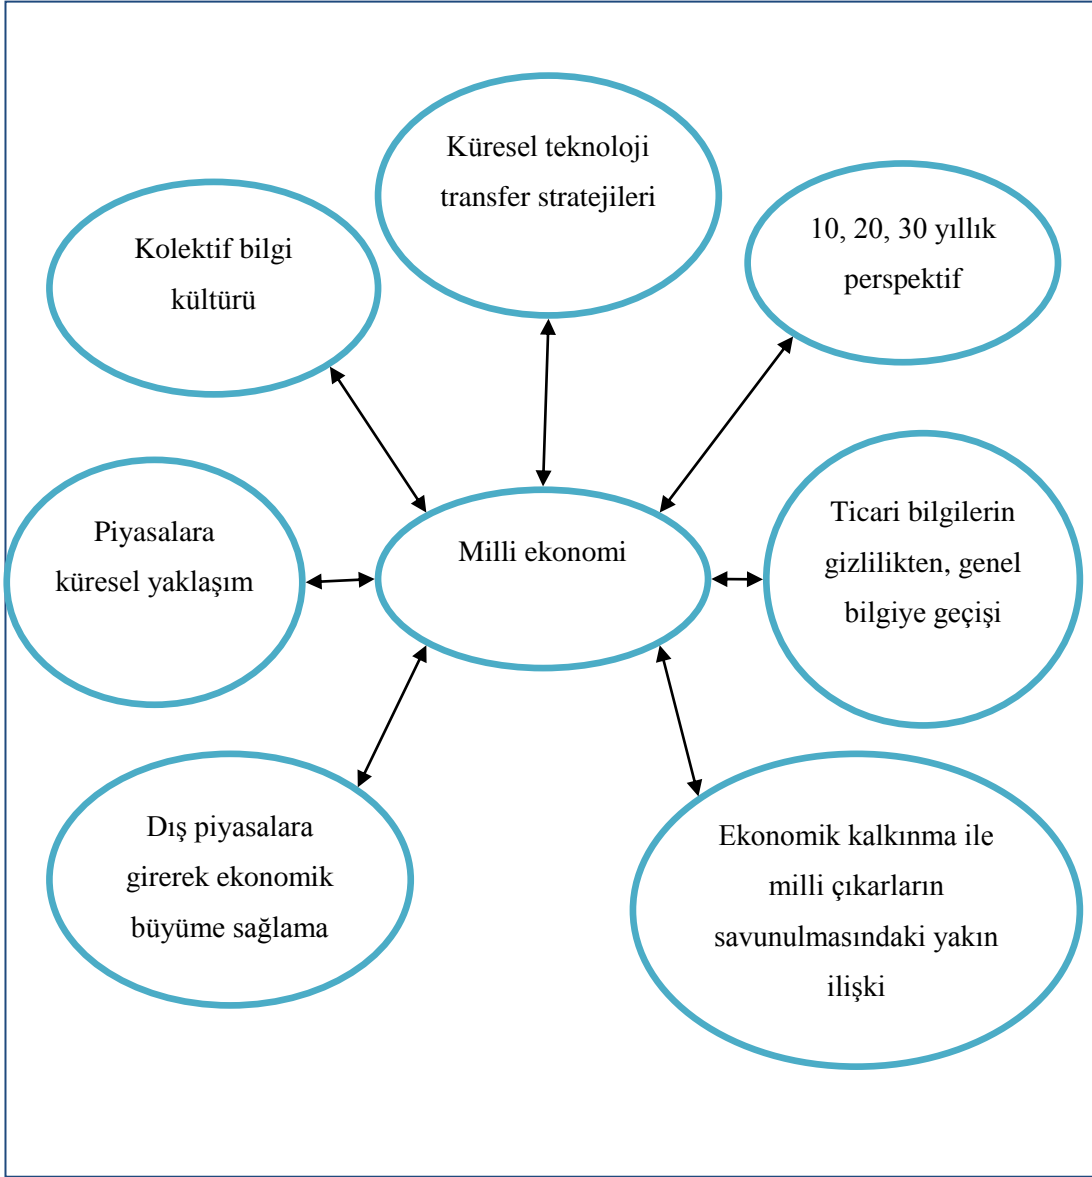 Küresel teknoloji
transfer stratejileri
Kolektif bilgi
kültürü
10, 20, 30 yıllık
perspektif
Piyasalara
küresel yaklaşım
Milli ekonomi
Ticari bilgilerin
gizlilikten, genel
bilgiye geçişi
Dış piyasalara
girerek ekonomik
büyüme sağlama
Ekonomik kalkınma ile
milli çıkarların
savunulmasındaki yakın
ilişki